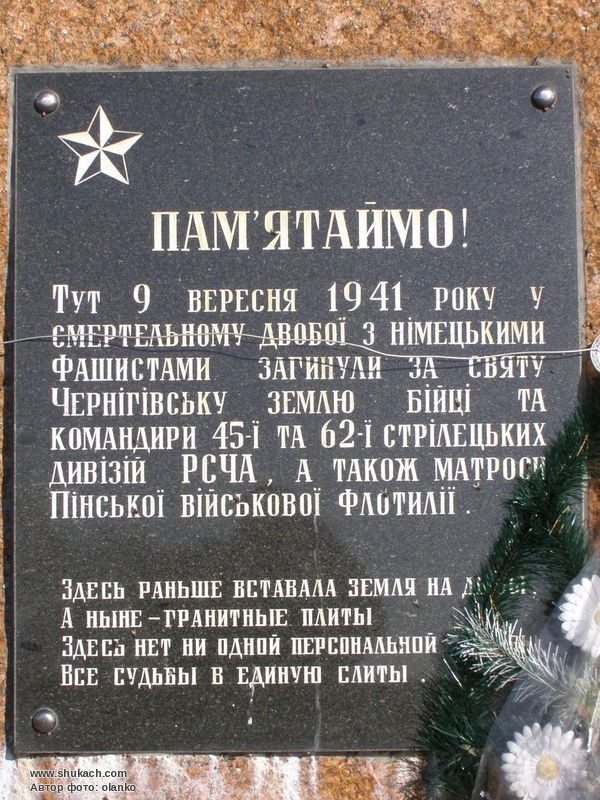 ПАМ'ЯТАЙМО!
Тут 9 вересня 1941 року у
смертельному двобої з німецькими
фашистами загинули за святу
Чернігівську землю бійці та
командири 45-ї та 62-ї стрілецьких
дивізій РСЧА, а також матроси
Пінської військової флотилії.
Здесь раньше вставала земля на
А ныне – гранитные плиты
Здесь нет ни одной персональной
Все судьбы в единую слиты.
www.shukach.com
Автор фото: olanko